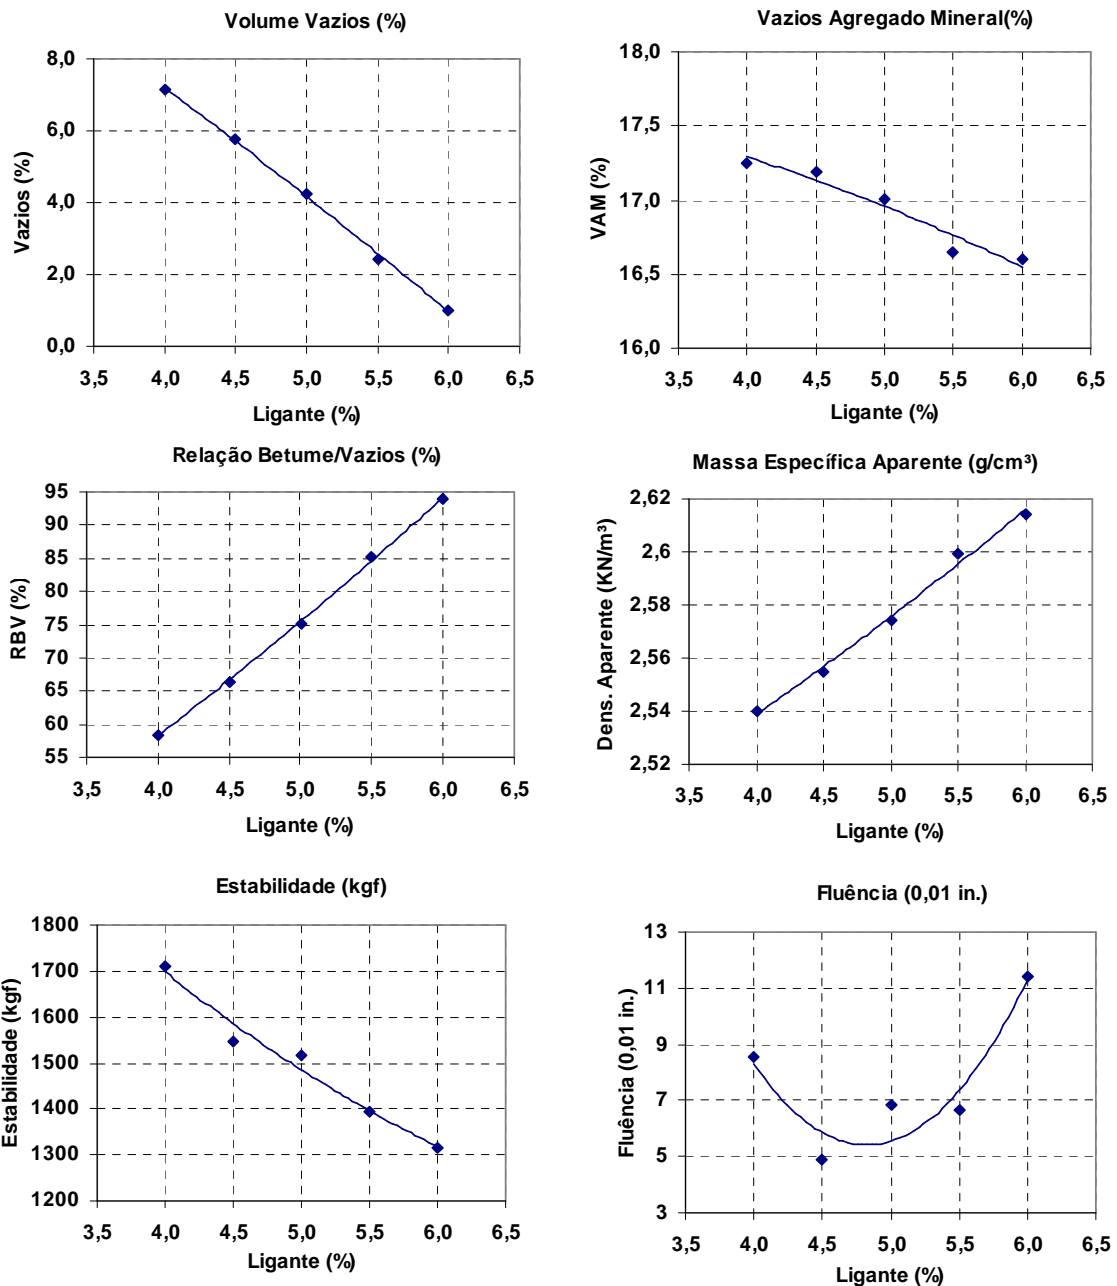 Volume Vazios (%)
Vazios (%)
8,0
6,0
4,0
2,0
0,0
3,5 4,0 4,5 5,0 5,5 6,0 6,5
Ligante (%)
Vazios Agregado Mineral(%)
VAM (%)
18,0
17,5
17,0
16,5
16,0
3,5 4,0 4,5 5,0 5,5 6,0 6,5
Ligante (%)
Relação Betume/Vazios (%)
RBV (%)
95
90
85
80
75
70
65
60
55
3,5 4,0 4,5 5,0 5,5 6,0 6,5
Ligante (%)
Massa Específica Aparente (g/cm³)
Dens. Aparente (KN/m³)
2,62
2,6
2,58
2,56
2,54
2,52
3,5 4,0 4,5 5,0 5,5 6,0 6,5
Ligante (%)
Estabilidade (kgf)
Estabilidade (kgf)
1800
1700
1600
1500
1400
1300
1200
3,5 4,0 4,5 5,0 5,5 6,0 6,5
Ligante (%)
Fluência (0,01 in.)
Fluência (0,01 in.)
13
11
9
7
5
3
3,5 4,0 4,5 5,0 5,5 6,0 6,5
Ligante (%)